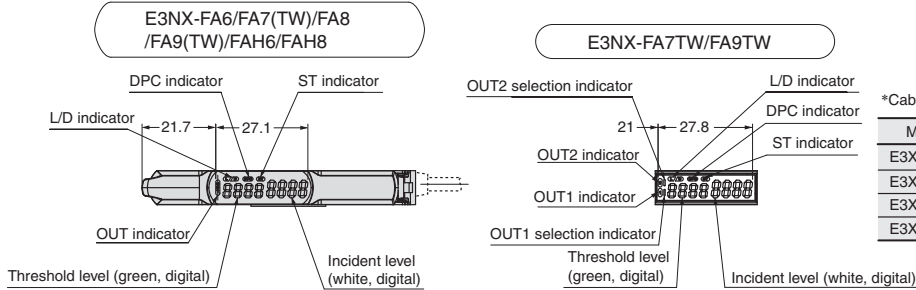 E3NX-FA6/FA7(TW)/FA8
/FA9(TW)/FAH6/FAH8
DPC indicator
ST indicator
L/D indicator
21.7
27.1
OUT indicator
Threshold level (green, digital)
Incident level
(white, digital)
E3NX-FA7TW/FA9TW
OUT2 selection indicator
L/D indicator
DPC indicator
21
27.8
ST indicator
OUT2 indicator
OUT1 indicator
OUT1 selection indicator
Threshold level
(green, digital)
Incident level (white, digital)
*Cab
M
E3X
E3X
E3X
E3X